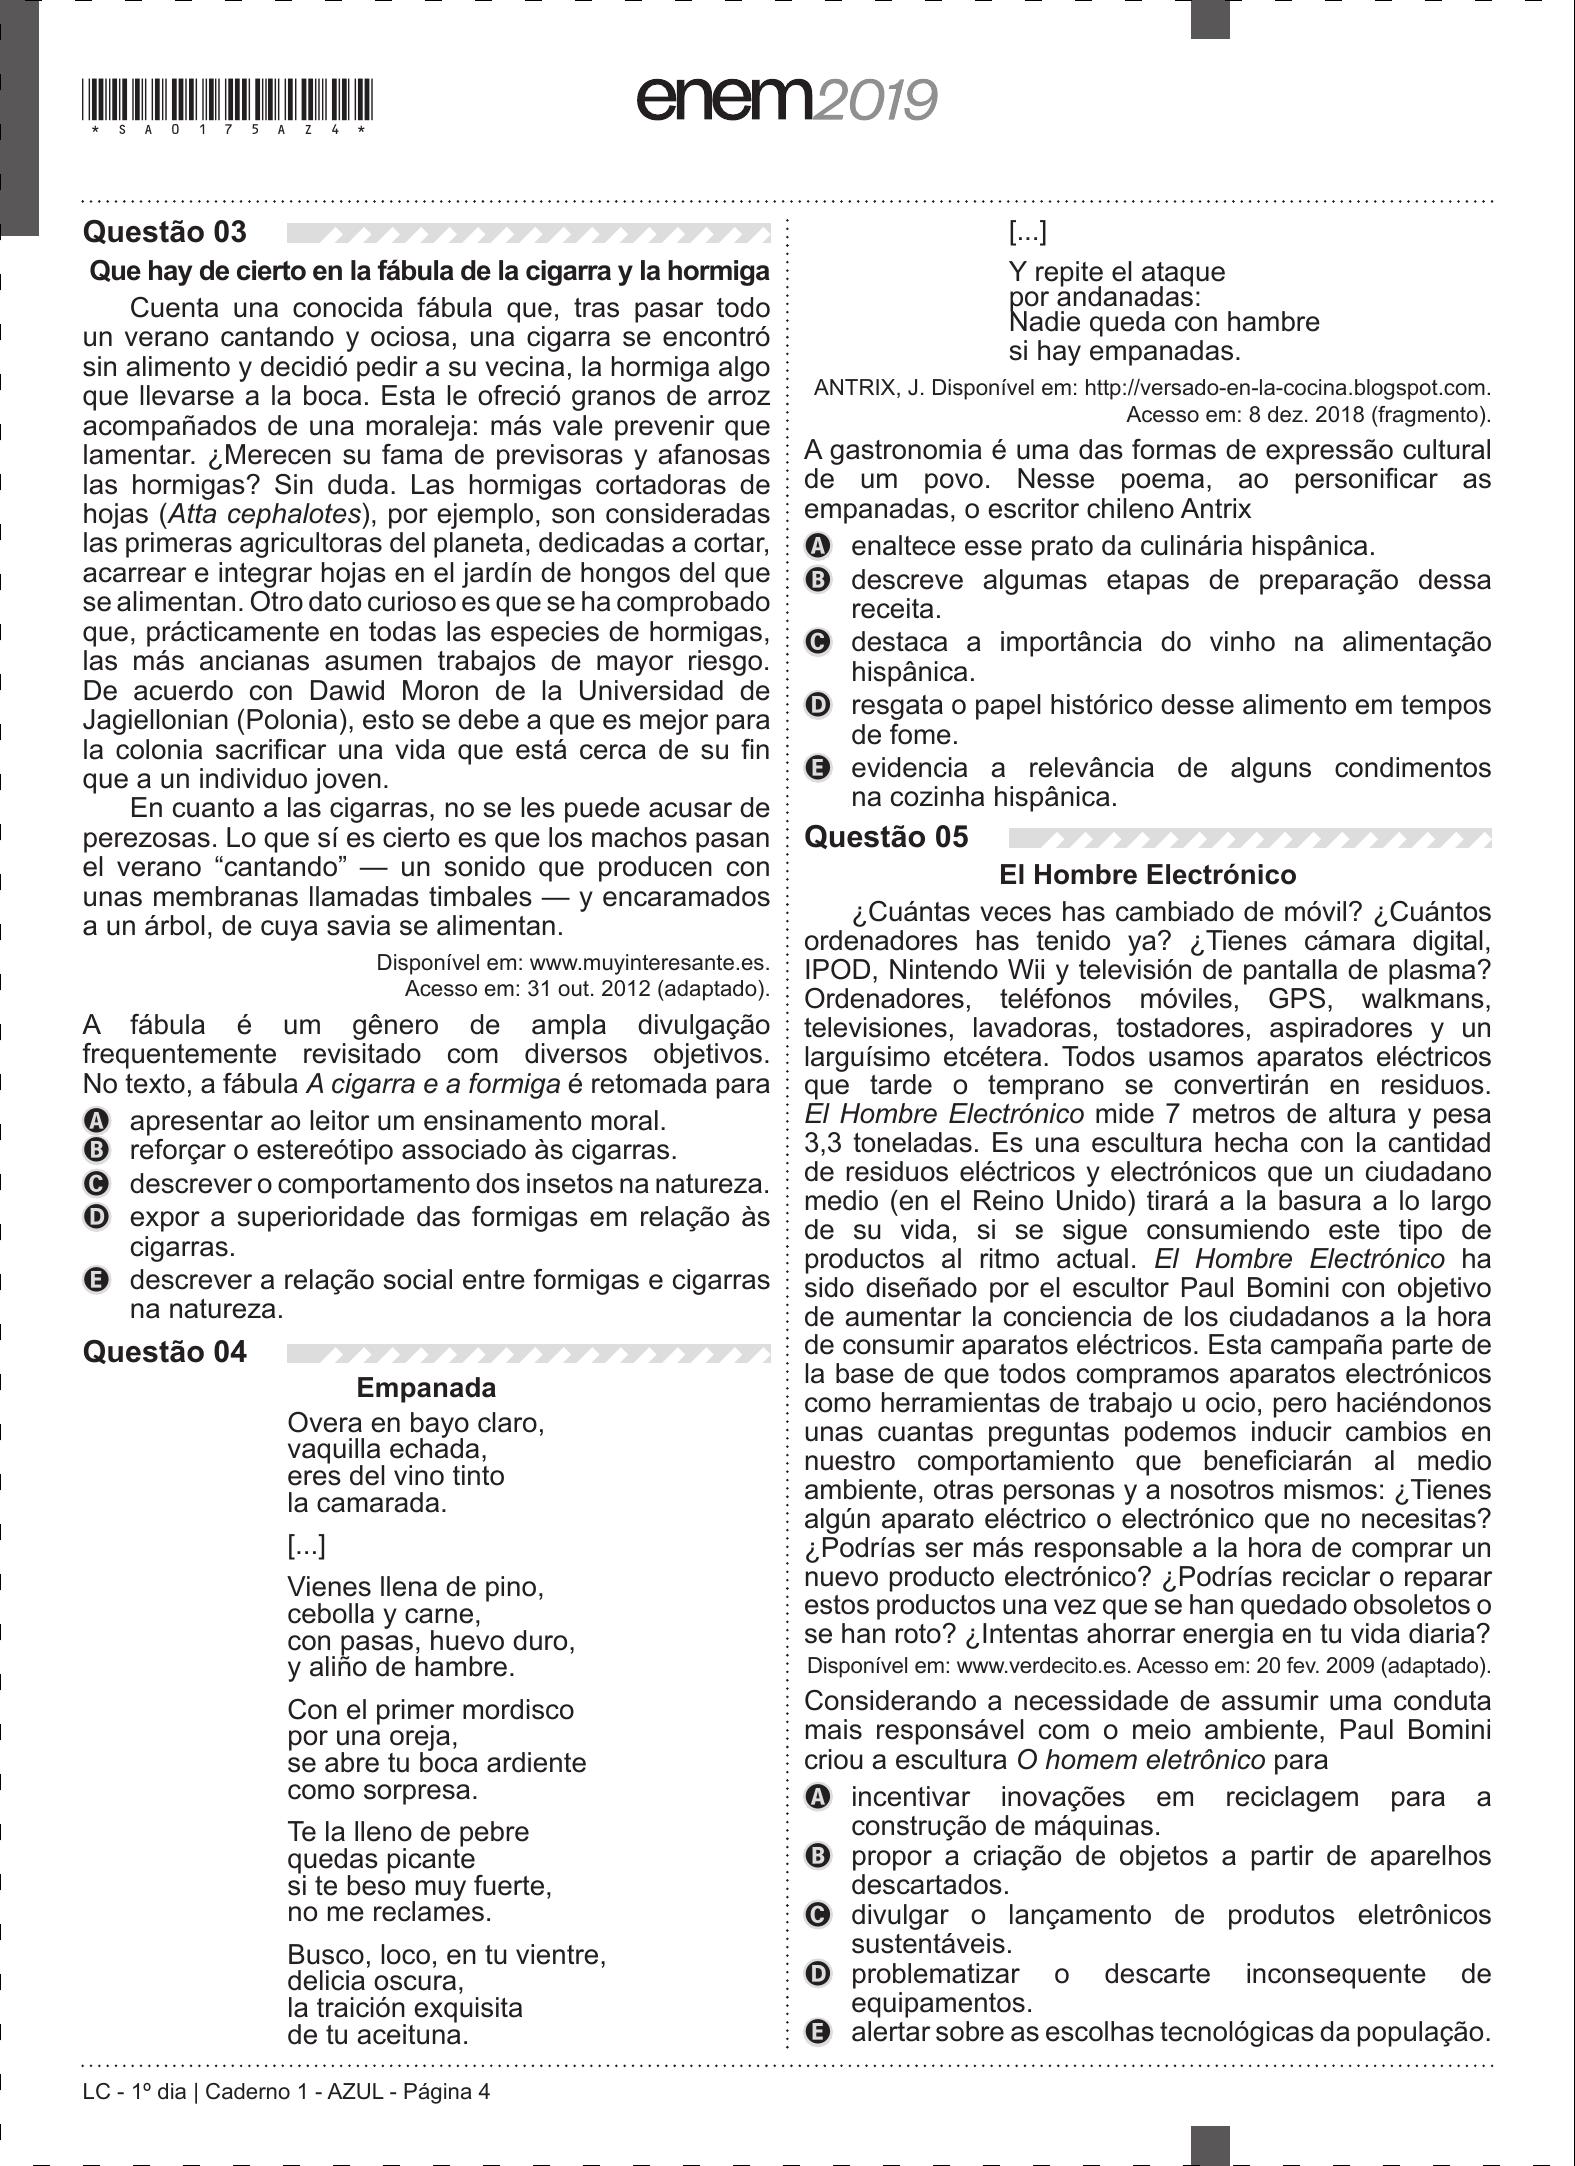 *SA0175AZ4*
enem2019
Questão 03
Que hay de cierto en la fábula de la cigarra y la hormiga
Cuenta una conocida fábula que, tras pasar todo
un verano cantando y ociosa, una cigarra se encontró
sin alimento y decidió pedir a su vecina, la hormiga algo
que llevarse a la boca. Esta le ofreció granos de arroz
acompañados de una moraleja: más vale prevenir que
lamentar. ¿Merecen su fama de previsoras y afanosas
las hormigas? Sin duda. Las hormigas cortadoras de
hojas (Atta cephalotes), por ejemplo, son consideradas
las primeras agricultoras del planeta, dedicadas a cortar,
acarrear e integrar hojas en el jardín de hongos del que
se alimentan. Otro dato curioso es que se ha comprobado
que, prácticamente en todas las especies de hormigas,
las más ancianas asumen trabajos de mayor riesgo.
De acuerdo con Dawid Moron de la Universidad de
Jagiellonian (Polonia), esto se debe a que es mejor para
la colonia sacrificar una vida que está cerca de su fin
que a un individuo joven.
En cuanto a las cigarras, no se les puede acusar de
perezosas. Lo que sí es cierto es que los machos pasan
el verano “cantando” — un sonido que producen con
unas membranas llamadas timbales — y encaramados
a un árbol, de cuya savia se alimentan.
Disponível em: www.muyinteresante.es.
Acesso em: 31 out. 2012 (adaptado).
A fábula é um gênero de ampla divulgação
frequentemente revisitado com diversos objetivos.
No texto, a fábula A cigarra e a formiga é retomada para
A apresentar ao leitor um ensinamento moral.
B reforçar o estereótipo associado às cigarras.
C descrever o comportamento dos insetos na natureza.
D expor a superioridade das formigas em relação às
cigarras.
E descrever a relação social entre formigas e cigarras
na natureza.
Questão 04
Empanada
Overa en bayo claro,
vaquilla echada,
eres del vino tinto
la camarada.
[...]
Vienes llena de pino,
cebolla y carne,
con pasas, huevo duro,
y aliño de hambre.
Con el primer mordisco
por una oreja,
se abre tu boca ardiente
como sorpresa.
Te la lleno de pebre
quedas picante
si te beso muy fuerte,
no me reclames.
Busco, loco, en tu vientre,
delicia oscura,
la traición exquisita
de tu aceituna.
[...]
Y repite el ataque
por andanadas:
Nadie queda con hambre
si hay empanadas.
ANTRIX, J. Disponível em: http://versado-en-la-cocina.blogspot.com.
Acesso em: 8 dez. 2018 (fragmento).
A gastronomia é uma das formas de expressão cultural
de um povo. Nesse poema, ao personificar as
empanadas, o escritor chileno Antrix
A enaltece esse prato da culinária hispânica.
B descreve algumas etapas de preparação dessa
receita.
C destaca a importância do vinho na alimentação
hispânica.
D resgata o papel histórico desse alimento em tempos
de fome.
E evidencia a relevância de alguns condimentos
na cozinha hispânica.
Questão 05
El Hombre Electrónico
¿Cuántas veces has cambiado de móvil? ¿Cuántos
ordenadores has tenido ya? ¿Tienes cámara digital,
IPOD, Nintendo Wii y televisión de pantalla de plasma?
Ordenadores, teléfonos móviles, GPS, walkmans,
televisiones, lavadoras, tostadores, aspiradores y un
larguísimo etcétera. Todos usamos aparatos eléctricos
que tarde o temprano se convertirán en residuos.
El Hombre Electrónico mide 7 metros de altura y pesa
3,3 toneladas. Es una escultura hecha con la cantidad
de residuos eléctricos y electrónicos que un ciudadano
medio (en el Reino Unido) tirará a la basura a lo largo
de su vida, si se sigue consumiendo este tipo de
productos al ritmo actual. El Hombre Electrónico ha
sido diseñado por el escultor Paul Bomini con objetivo
de aumentar la conciencia de los ciudadanos a la hora
de consumir aparatos eléctricos. Esta campaña parte de
la base de que todos compramos aparatos electrónicos
como herramientas de trabajo u ocio, pero haciéndonos
unas cuantas preguntas podemos inducir cambios en
nuestro comportamiento que beneficiarán al medio
ambiente, otras personas y a nosotros mismos: ¿Tienes
algún aparato eléctrico o electrónico que no necesitas?
¿Podrías ser más responsable a la hora de comprar un
nuevo producto electrónico? ¿Podrías reciclar o reparar
estos productos una vez que se han quedado obsoletos o
se han roto? ¿Intentas ahorrar energia en tu vida diaria?
Disponível em: www.verdecito.es. Acesso em: 20 fev. 2009 (adaptado).
Considerando a necessidade de assumir uma conduta
mais responsável com o meio ambiente, Paul Bomini
criou a escultura O homem eletrônico para
A incentivar inovações em reciclagem para a
construção de máquinas.
B propor a criação de objetos a partir de aparelhos
descartados.
C divulgar o lançamento de produtos eletrônicos
sustentáveis.
D problematizar o descarte inconsequente de
equipamentos.
E alertar sobre as escolhas tecnológicas da população.
LC - 1º dia | Caderno 1 - AZUL - Página 4